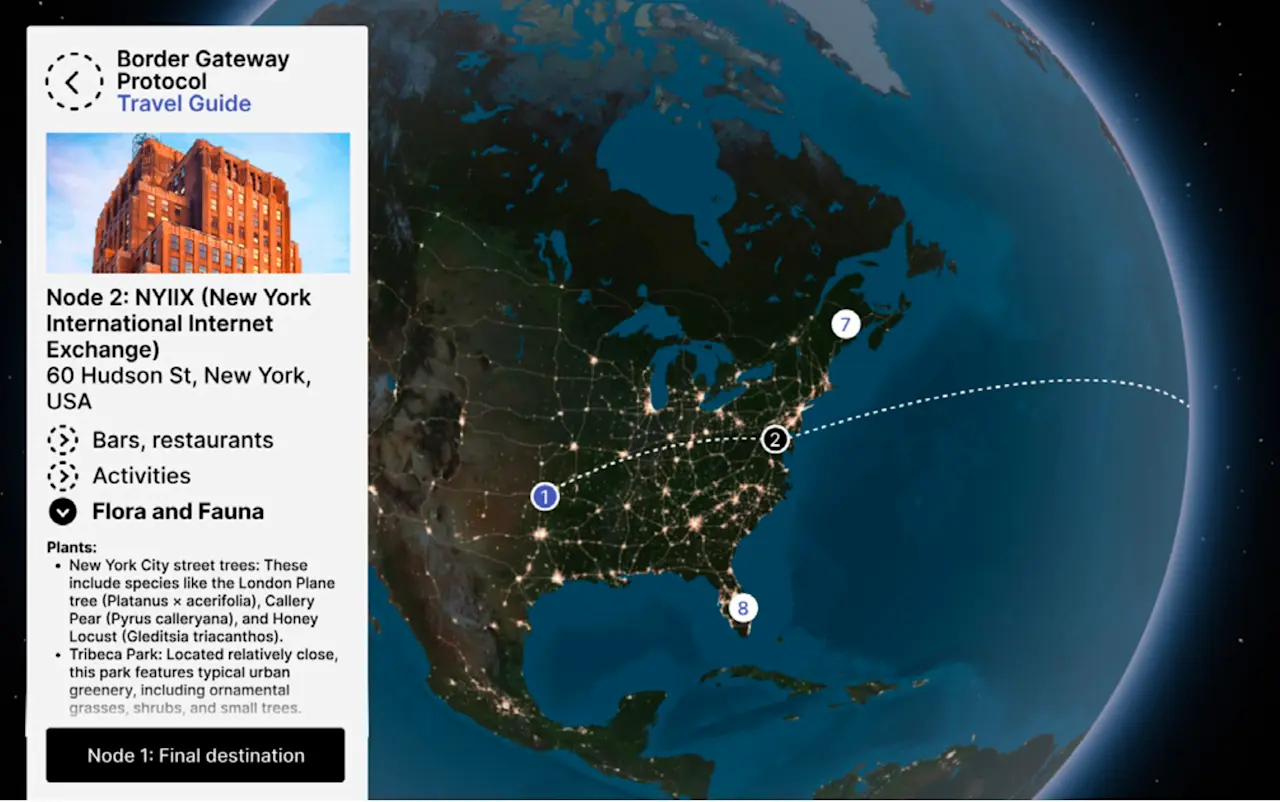 Border Gateway
Protocol
Travel Guide
Node 2: NYIIX (New York
International Internet
Exchange)
60 Hudson St, New York,
USA
Bars, restaurants
Activities
Flora and Fauna
Plants:
• New York City street trees: These
include species like the London Plane
tree (Platanus × acerifolia), Callery
Pear (Pyrus calleryana), and Honey
Locust (Gleditsia triacanthos).
• Tribeca Park: Located relatively close,
this park features typical urban
greenery, including ornamental
grasses, shrubs, and small trees.
Node 1: Final destination
7
2
1
8